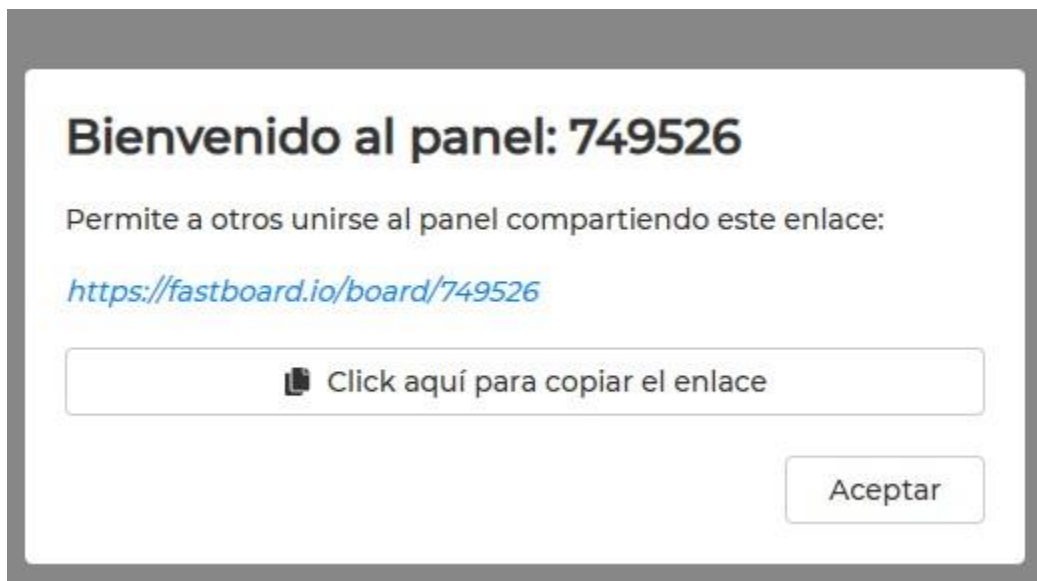 Bienvenido al panel: 749526
Permite a otros unirse al panel compartiendo este enlace:
https://fastboard.io/board/749526
Click aquí para copiar el enlace
Aceptar